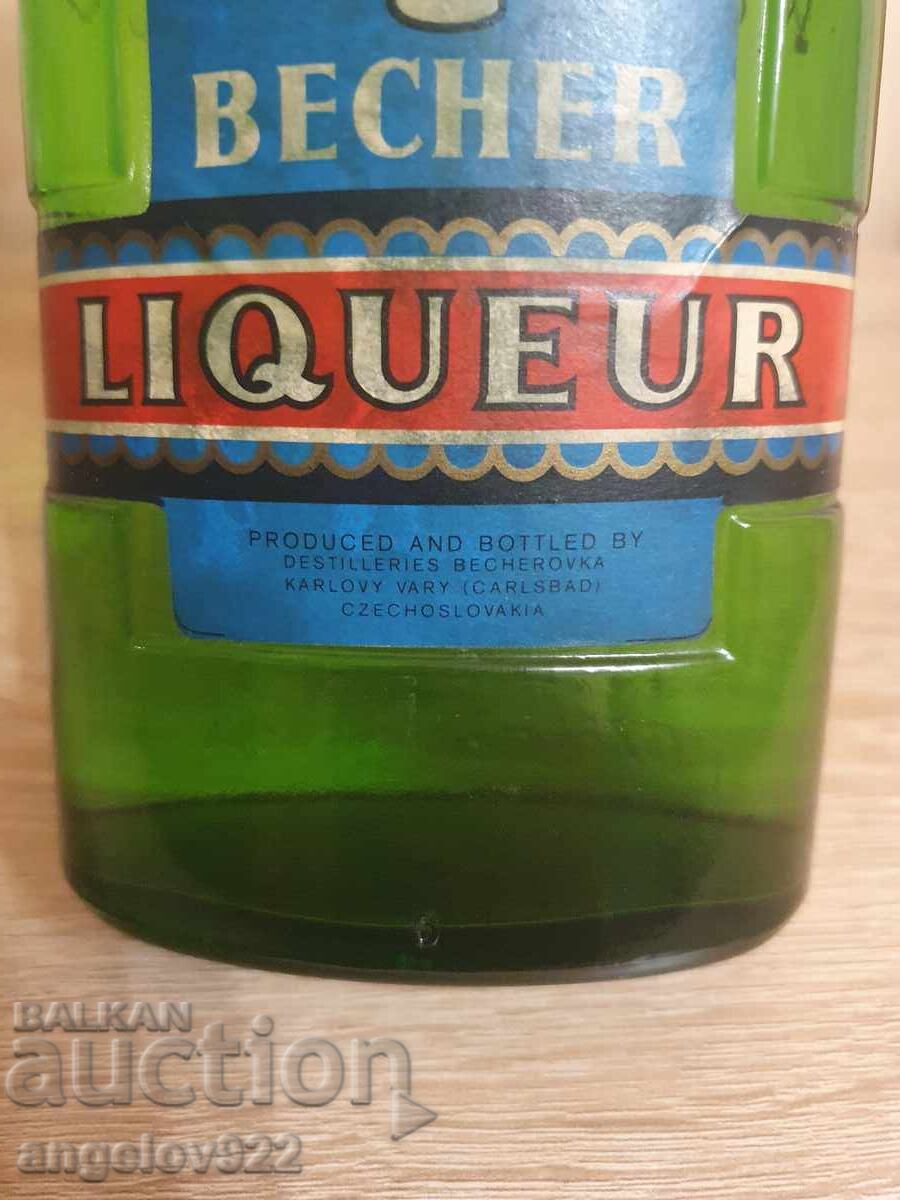 BECHER
LIQUEUR
PRODUCED AND BOTTLED BY
DESTILLERIES BECHEROVKA
KARLOVY VARY (CARLSBAD)
CZECHOSLOVAKIA
BALKAN
auction
angelov922